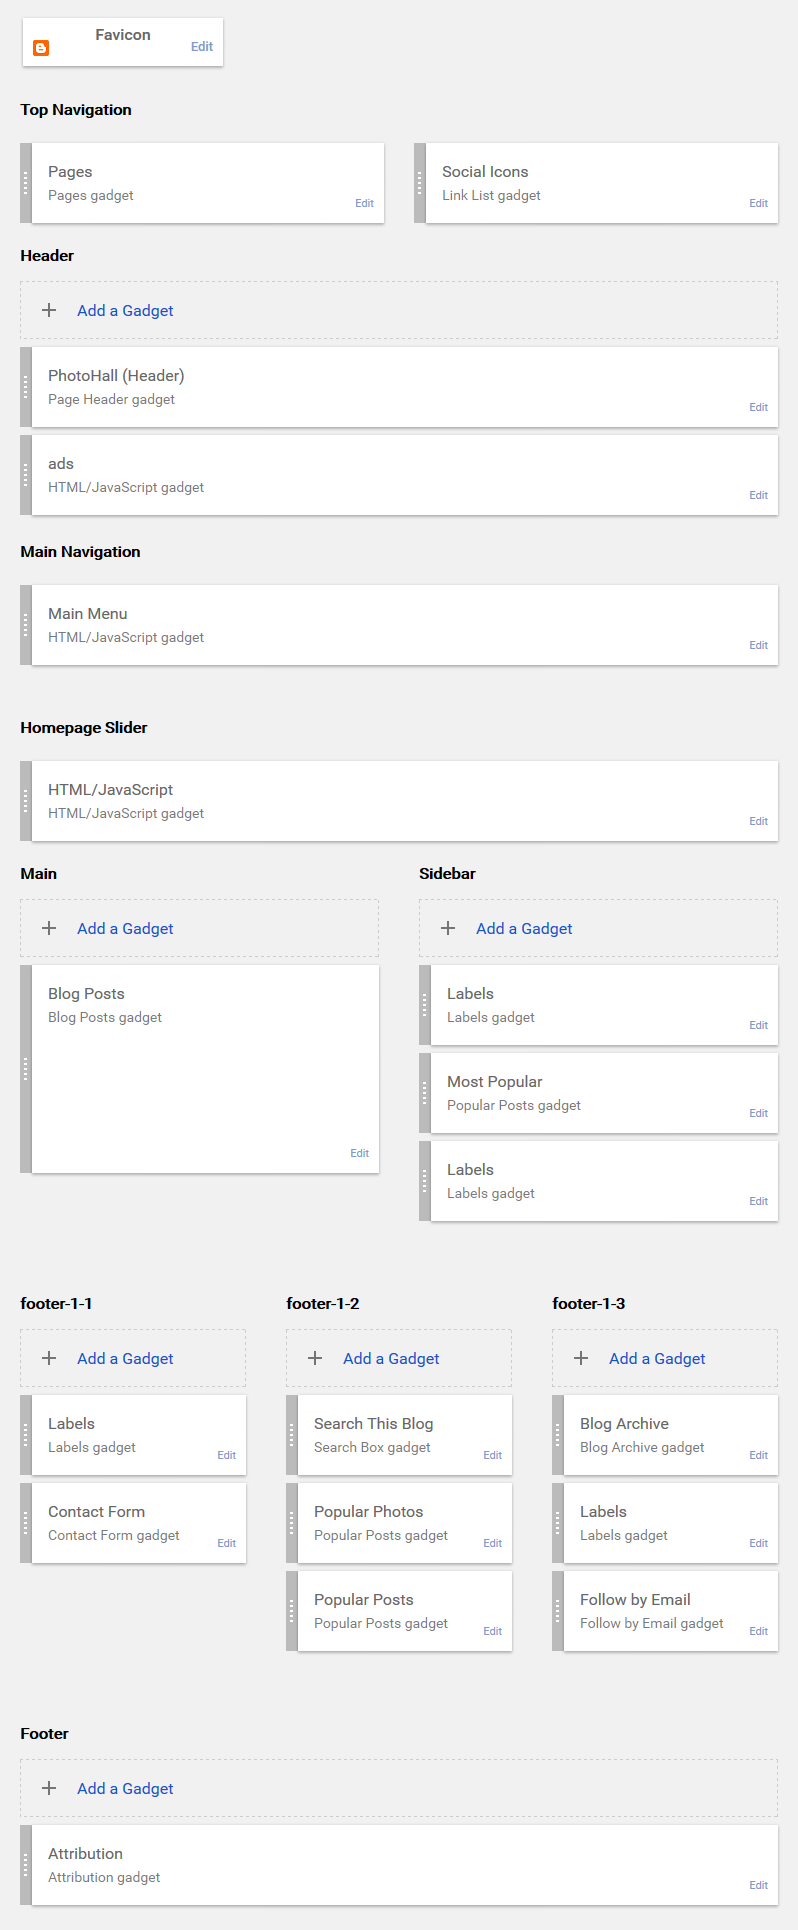 Favicon
Edit
Top Navigation
Pages
Pages gadget
Edit
Social Icons
Link List gadget
Edit
Header
Add a Gadget
PhotoHall (Header)
Page Header gadget
Edit
ads
HTML/JavaScript gadget
Edit
Main Navigation
Main Menu
HTML/JavaScript gadget
Edit
Homepage Slider
HTML/JavaScript
HTML/JavaScript gadget
Edit
Main
Add a Gadget
Blog Posts
Blog Posts gadget
Edit
Sidebar
Add a Gadget
Labels
Labels gadget
Edit
Most Popular
Popular Posts gadget
Edit
Labels
Labels gadget
Edit
footer-1-1
Add a Gadget
Labels
Labels gadget
Edit
Contact Form
Contact Form gadget
Edit
footer-1-2
Add a Gadget
Search This Blog
Search Box gadget
Edit
Popular Photos
Popular Posts gadget
Edit
Popular Posts
Popular Posts gadget
Edit
footer-1-3
Add a Gadget
Blog Archive
Blog Archive gadget
Edit
Labels
Labels gadget
Edit
Follow by Email
Follow by Email gadget
Edit
Footer
Add a Gadget
Attribution
Attribution gadget
Edit